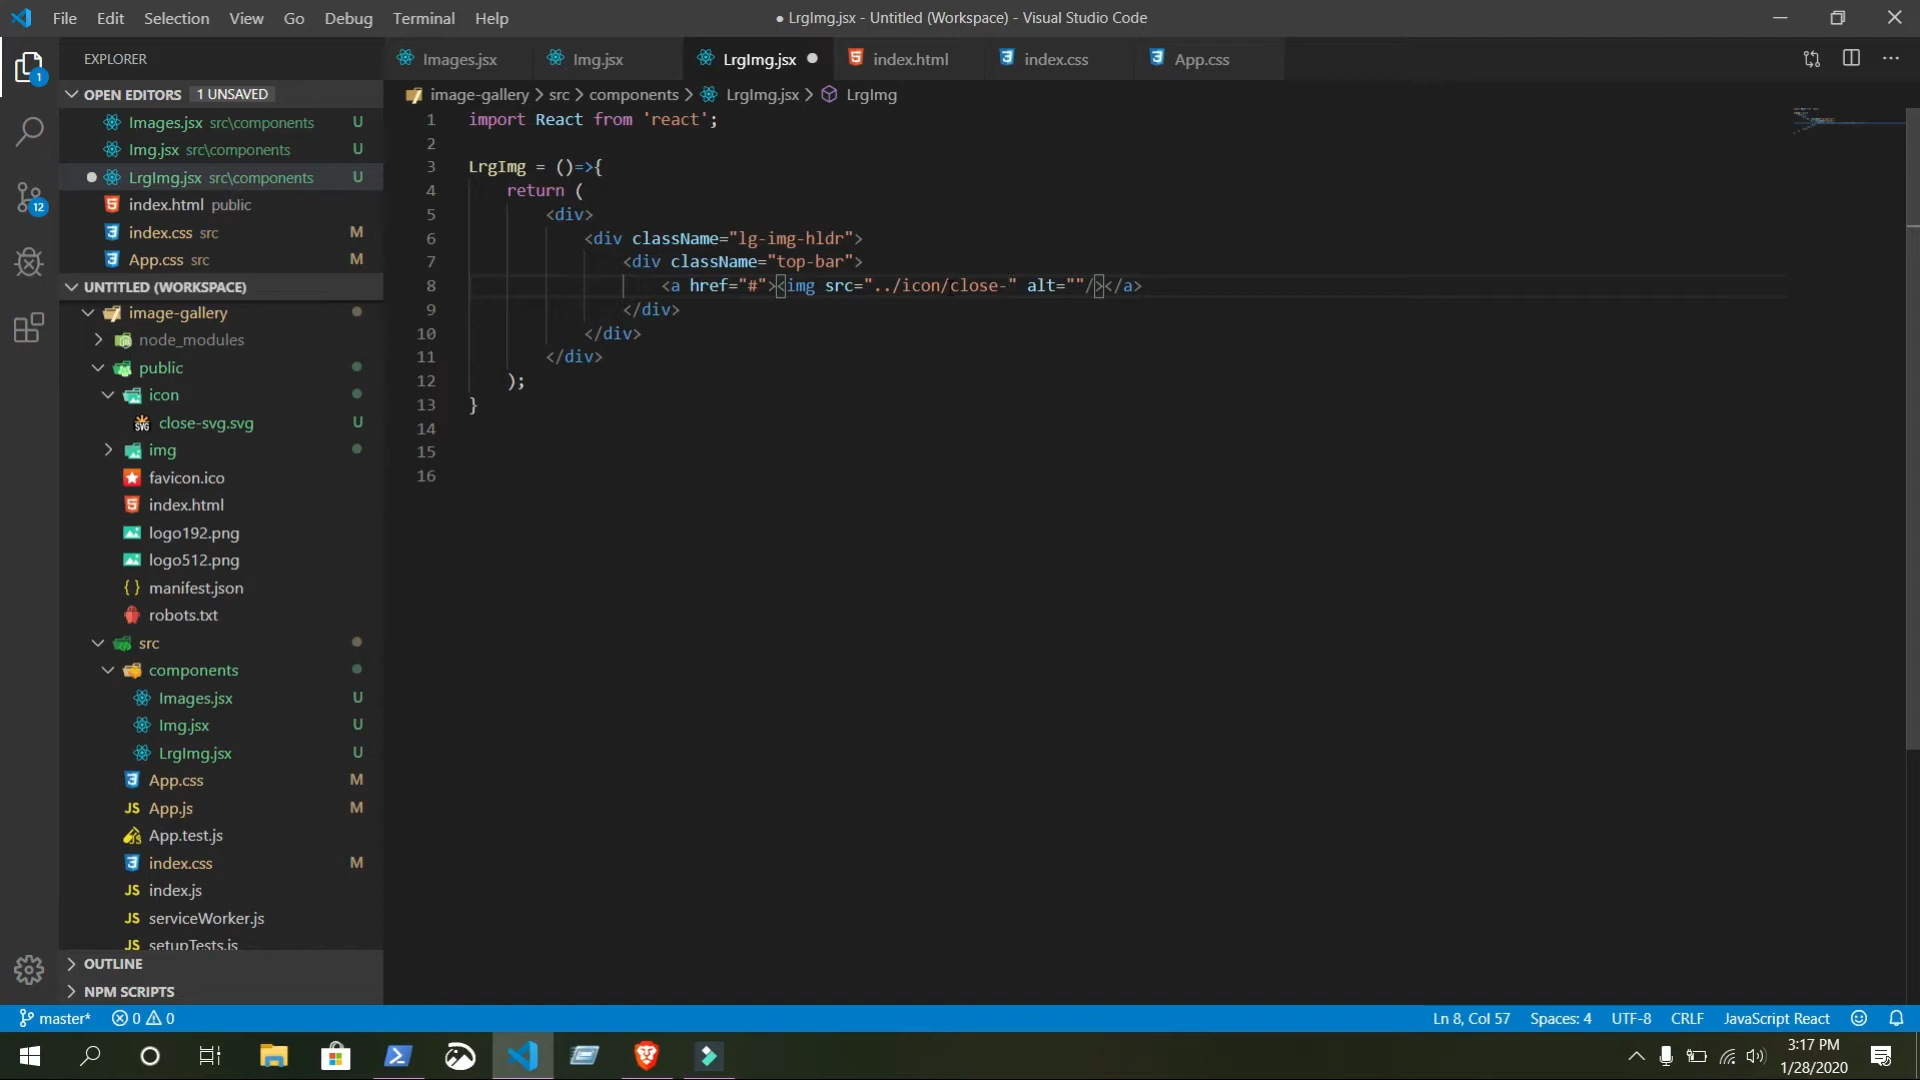 File Edit Selection View Go Debug Terminal Help
● LrgImg.jsx - Untitled (Workspace) - Visual Studio Code
EXPLORER
OPEN EDITORS 1 UNSAVED
Images.jsx src\components U
Img.jsx src\components U
● LrgImg.jsx src\components U
index.html public
index.css src M
App.css src M
UNTITLED (WORKSPACE)
image-gallery
node_modules
public
icon
close-svg.svg U
img
favicon.ico
index.html
logo192.png
logo512.png
manifest.json
robots.txt
src
components
Images.jsx U
Img.jsx U
LrgImg.jsx U
App.css M
App.js M
App.test.js
index.css M
index.js
serviceWorker.js
setupTests.js
OUTLINE
NPM SCRIPTS
1
12
Images.jsx Img.jsx LrgImg.jsx index.html index.css App.css
image-gallery > src > components > LrgImg.jsx > LrgImg
1 import React from 'react';
2
3 LrgImg = ()=>{
4 return (
5 <div>
6 <div className="lg-img-hldr">
7 <div className="top-bar">
8 <a href="#"><img src="../icon/close-" alt=""/></a>
9 </div>
10 </div>
11 </div>
12 );
13 }
14
15
16
master* 0 0 Ln 8, Col 57 Spaces: 4 UTF-8 CRLF JavaScript React
3:17 PM
1/28/2020